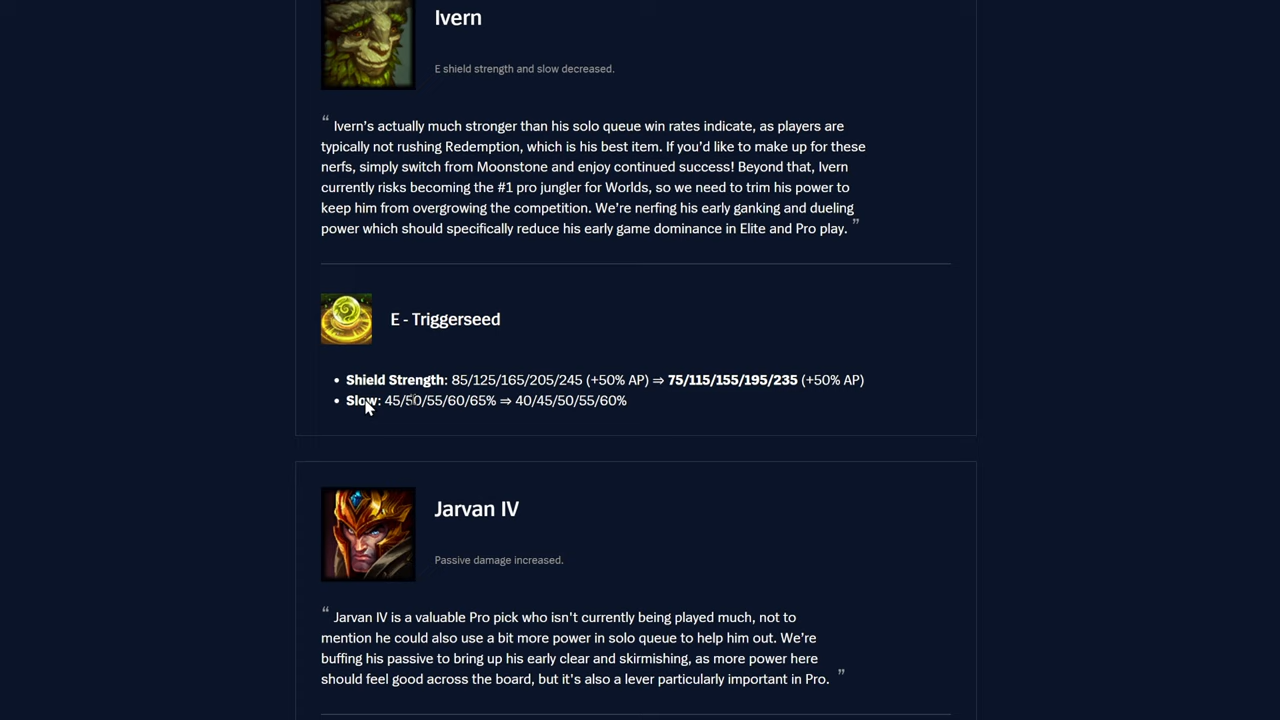 Ivern
E shield strength and slow decreased.
“ Ivern’s actually much stronger than his solo queue win rates indicate, as players are
typically not rushing Redemption, which is his best item. If you’d like to make up for these
nerfs, simply switch from Moonstone and enjoy continued success! Beyond that, Ivern
currently risks becoming the #1 pro jungler for Worlds, so we need to trim his power to
keep him from overgrowing the competition. We’re nerfing his early ganking and dueling
power which should specifically reduce his early game dominance in Elite and Pro play. ”
E - Triggerseed
• Shield Strength: 85/125/165/205/245 (+50% AP) ⇒ 75/115/155/195/235 (+50% AP)
• Slow: 45/50/55/60/65% ⇒ 40/45/50/55/60%
Jarvan IV
Passive damage increased.
“ Jarvan IV is a valuable Pro pick who isn't currently being played much, not to
mention he could also use a bit more power in solo queue to help him out. We’re
buffing his passive to bring up his early clear and skirmishing, as more power here
should feel good across the board, but it's also a lever particularly important in Pro. ”